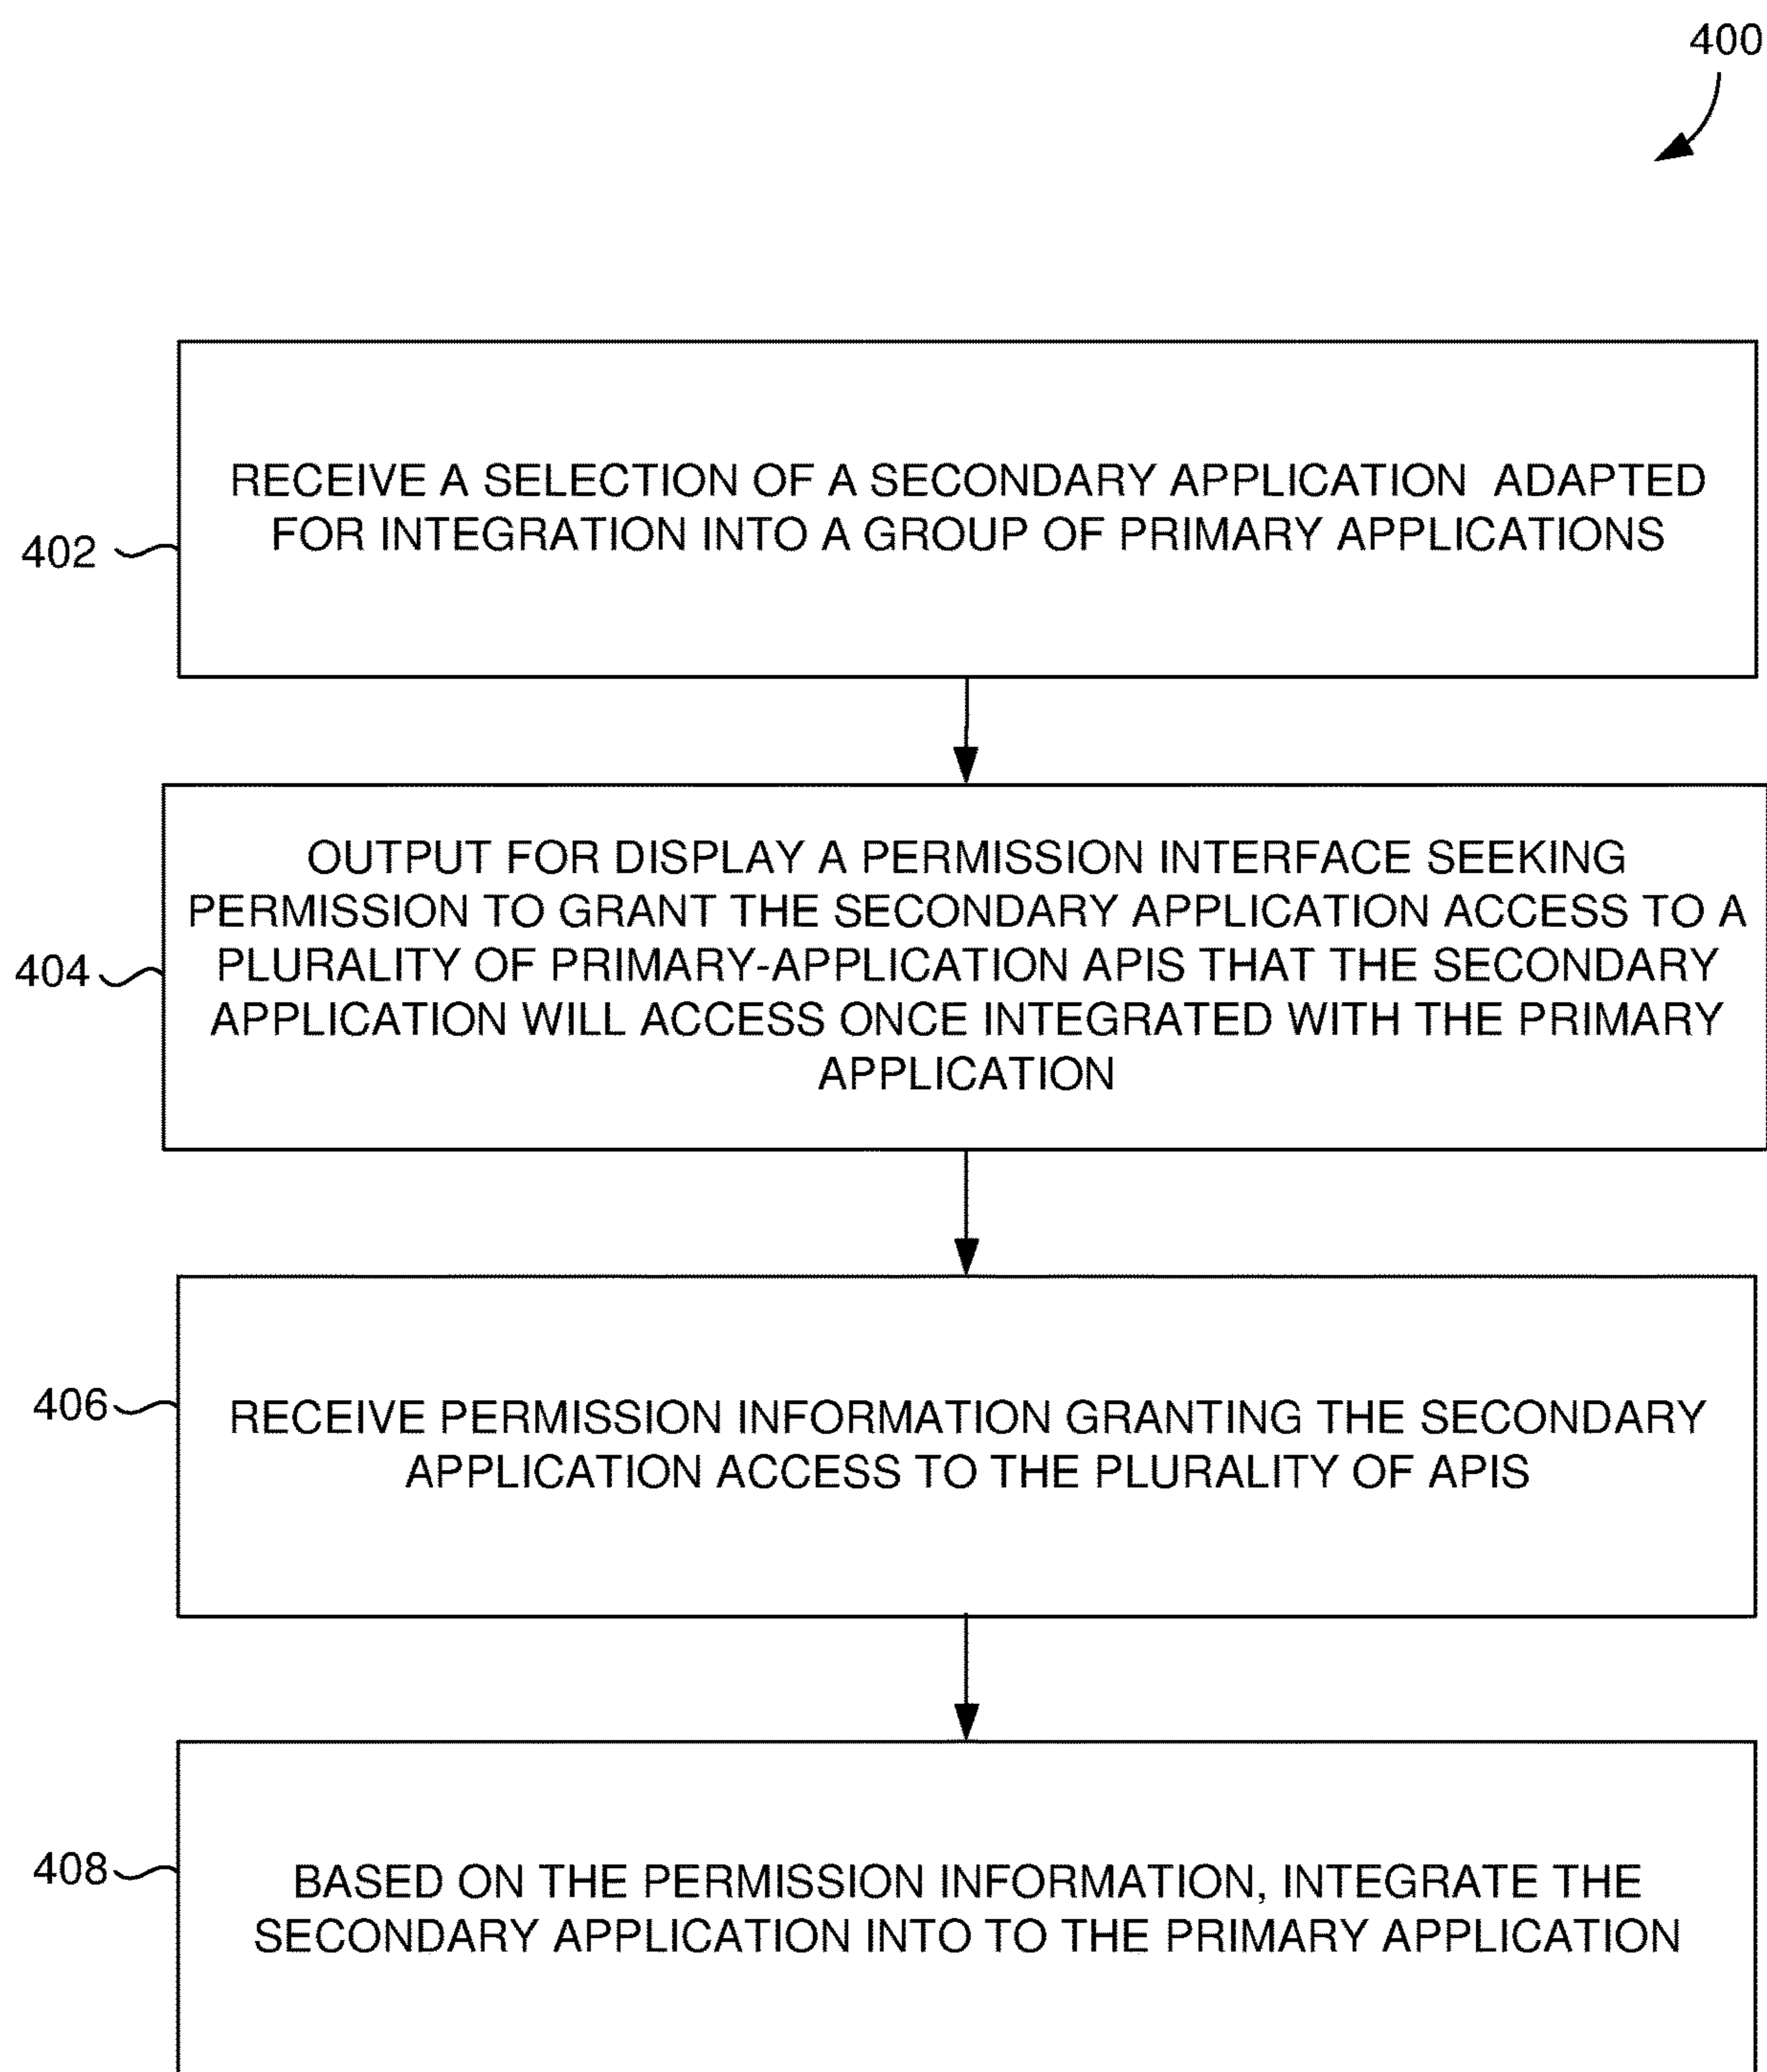 400
RECEIVE A SELECTION OF A SECONDARY APPLICATION ADAPTED
FOR INTEGRATION INTO A GROUP OF PRIMARY APPLICATIONS
402
OUTPUT FOR DISPLAY A PERMISSION INTERFACE SEEKING
PERMISSION TO GRANT THE SECONDARY APPLICATION ACCESS TO A
PLURALITY OF PRIMARY-APPLICATION APIS THAT THE SECONDARY
APPLICATION WILL ACCESS ONCE INTEGRATED WITH THE PRIMARY
APPLICATION
404
RECEIVE PERMISSION INFORMATION GRANTING THE SECONDARY
APPLICATION ACCESS TO THE PLURALITY OF APIS
406
BASED ON THE PERMISSION INFORMATION, INTEGRATE THE
SECONDARY APPLICATION INTO TO THE PRIMARY APPLICATION
408